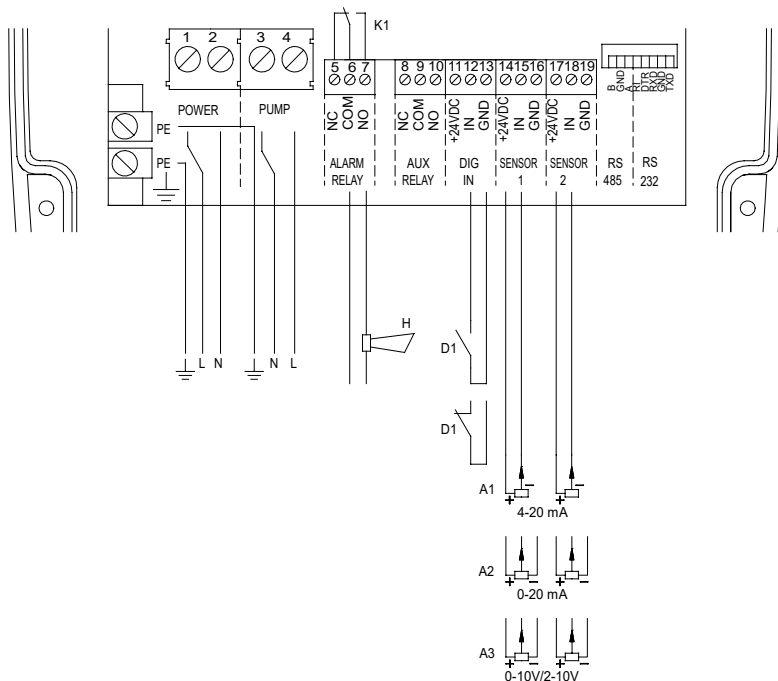 K1
1 2 3 4
5 6 7 8 9 10 11 12 13 14 15 16 17 18 19
NC
COM
NO
NC
COM
NO
+24VDC
IN
GND
+24VDC
IN
GND
+24VDC
IN
GND
B
GND
A
RI
DTR
RXD
GND
TXD
PE
PE
POWER
PUMP
ALARM RELAY
AUX RELAY
DIG IN
SENSOR 1
SENSOR 2
RS 485
RS 232
L N
N L
H
D1
D1
A1
+ −
+ −
4-20 mA
A2
+ −
+ −
0-20 mA
A3
+ −
+ −
0-10V/2-10V